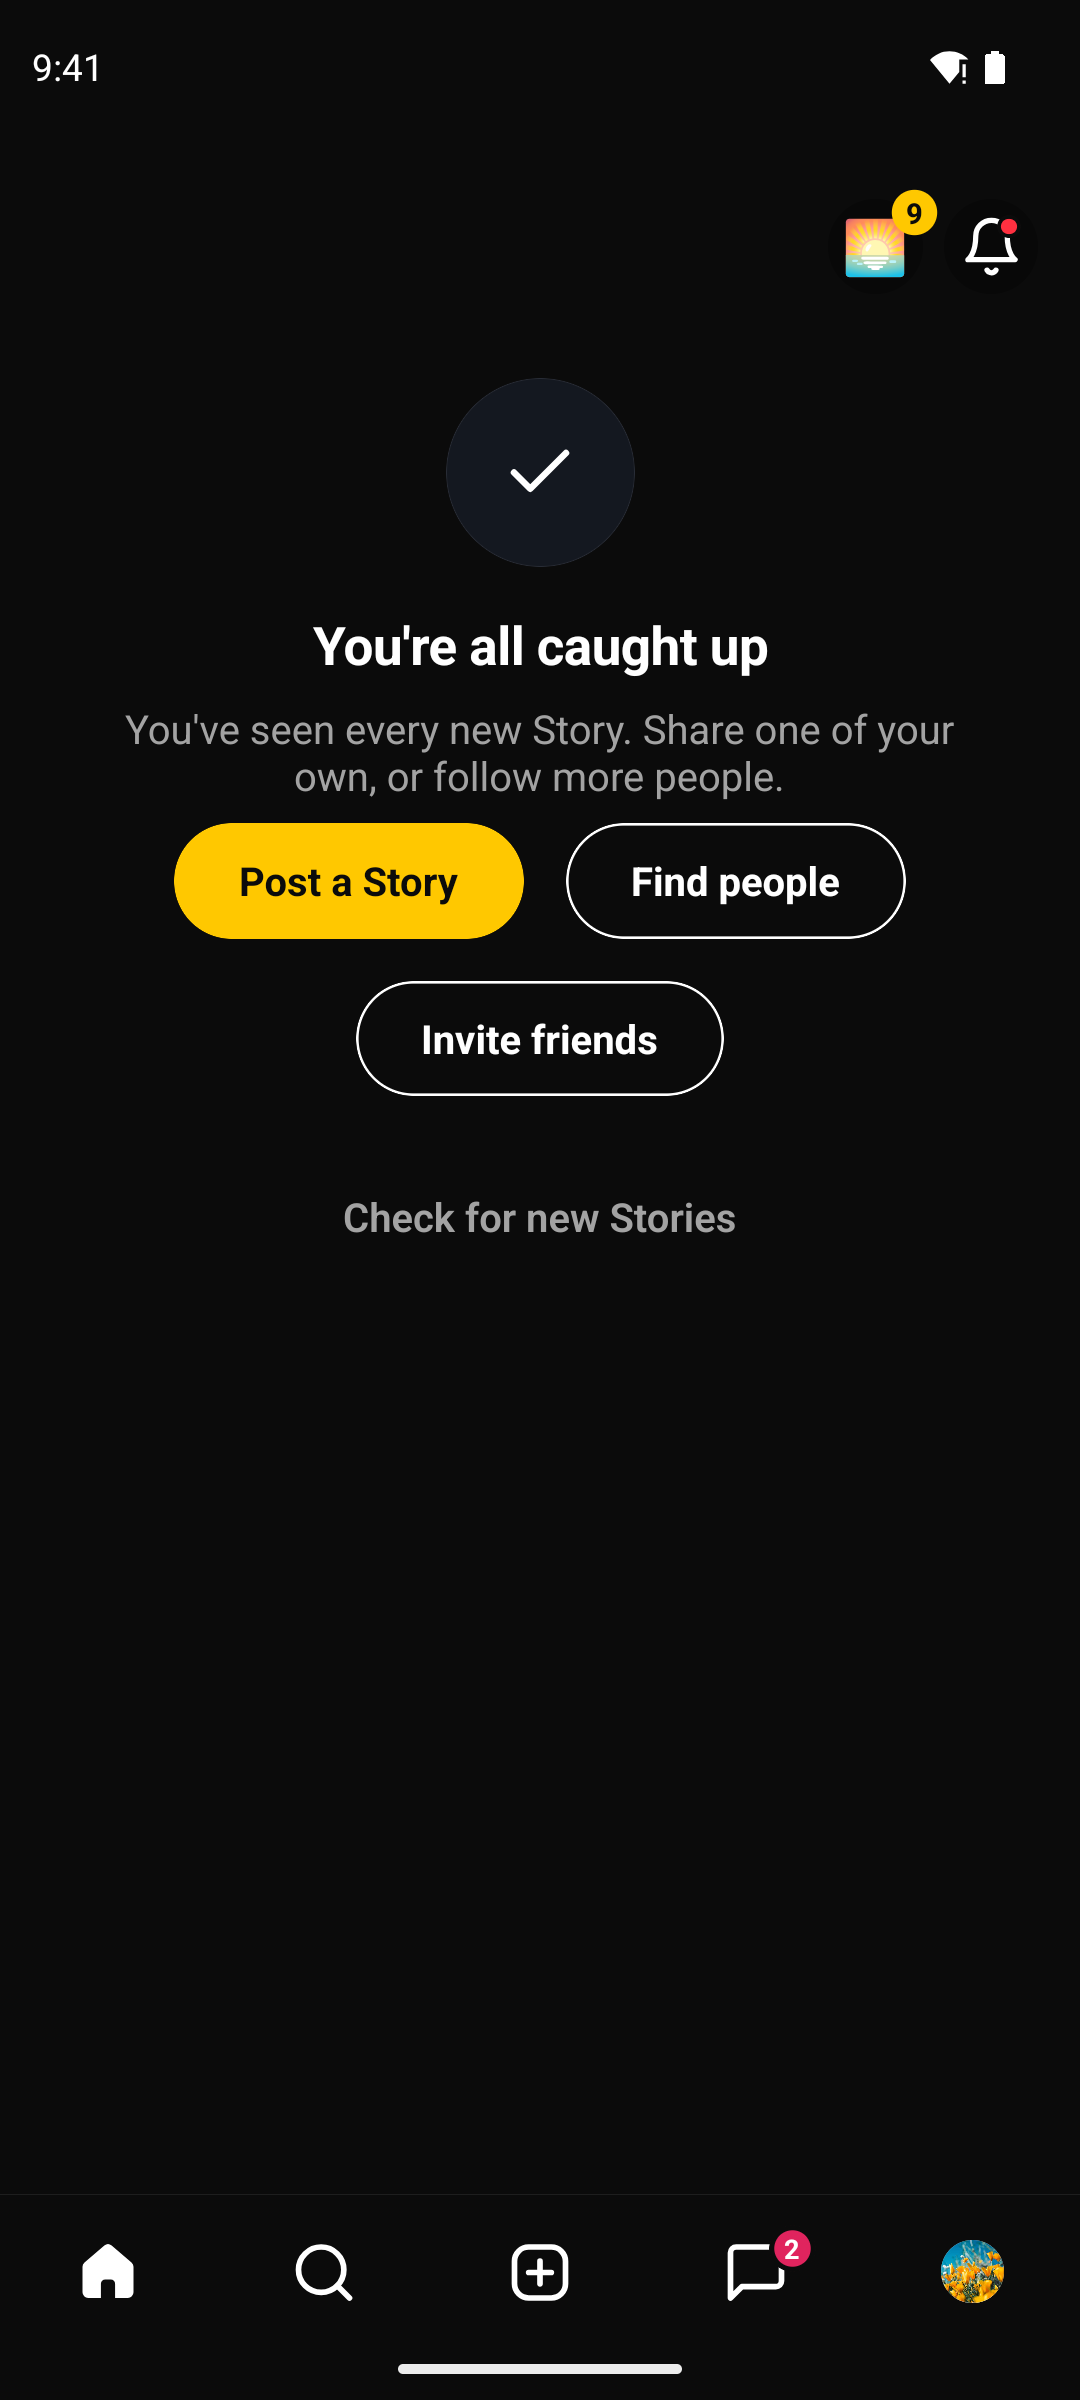 9:41
9
You're all caught up
You've seen every new Story. Share one of your
own, or follow more people.
Post a Story
Find people
Invite friends
Check for new Stories
2